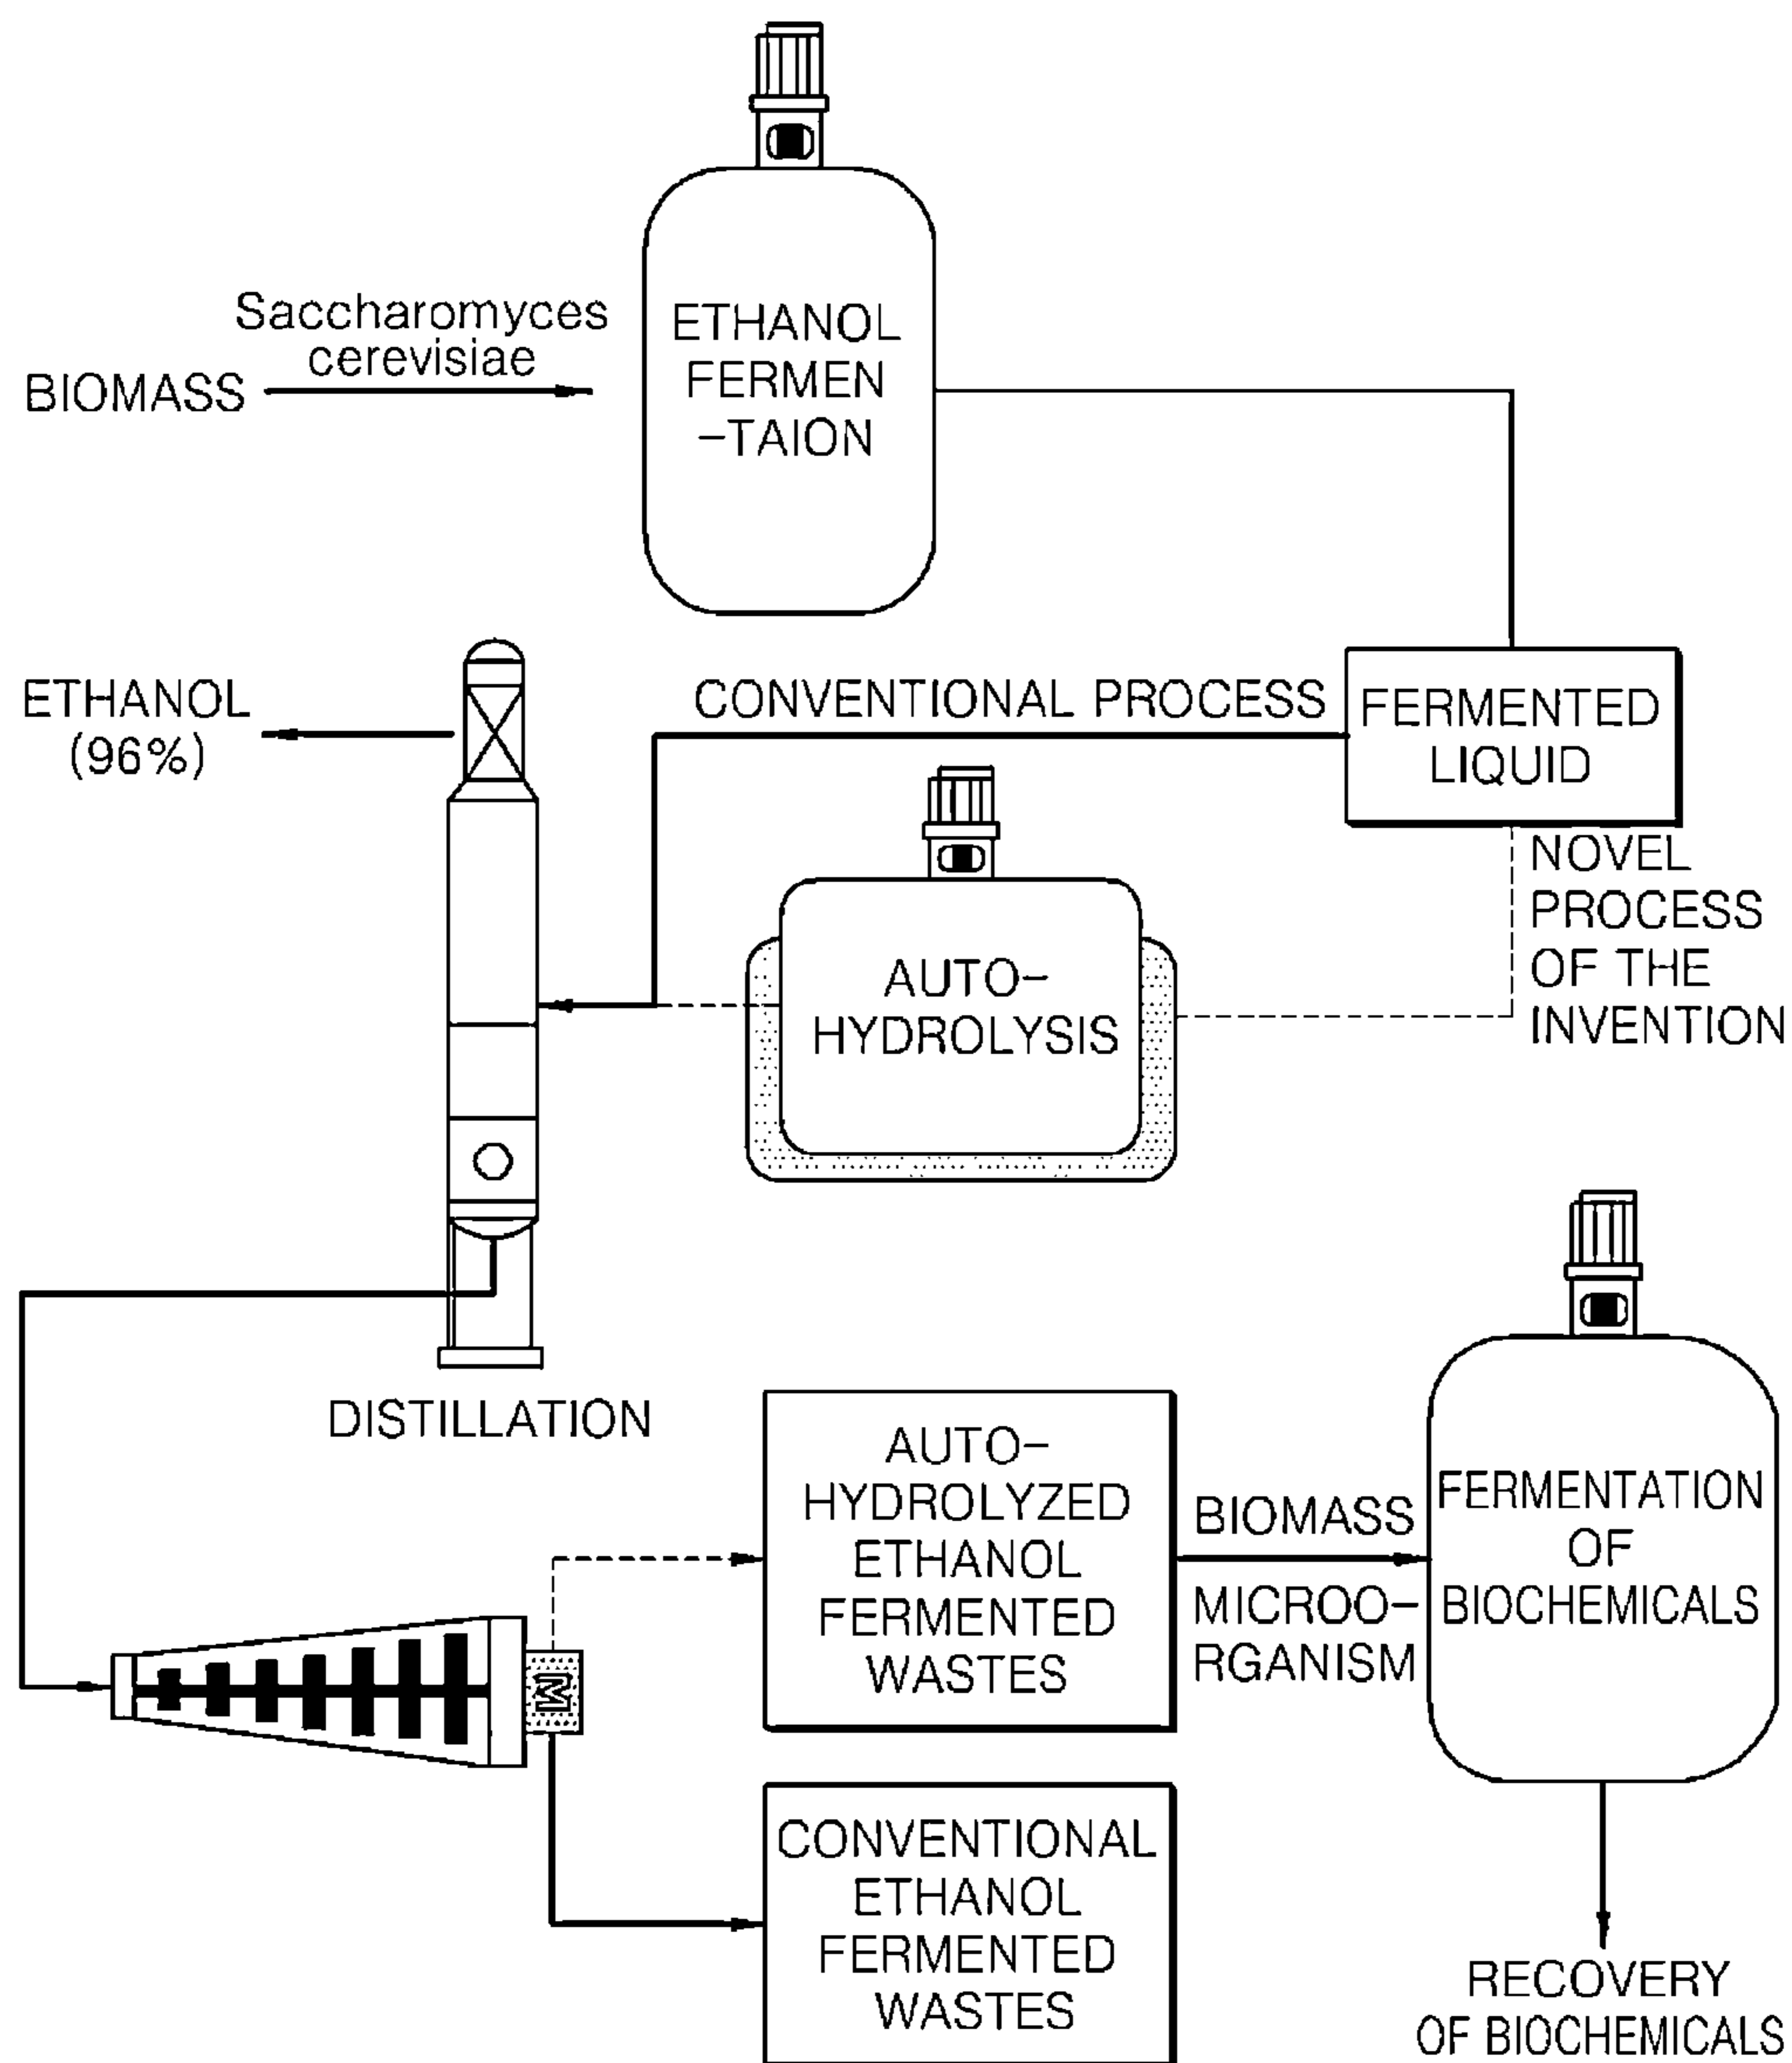 Saccharomyces
cerevisiae
BIOMASS
ETHANOL
FERMEN
-TAION
ETHANOL
(96%)
CONVENTIONAL PROCESS
FERMENTED
LIQUID
NOVEL
PROCESS
OF THE
INVENTION
AUTO-
HYDROLYSIS
DISTILLATION
AUTO-
HYDROLYZED
ETHANOL
FERMENTED
WASTES
BIOMASS
MICROO-
RGANISM
FERMENTATION
OF
BIOCHEMICALS
M
CONVENTIONAL
ETHANOL
FERMENTED
WASTES
RECOVERY
OF BIOCHEMICALS